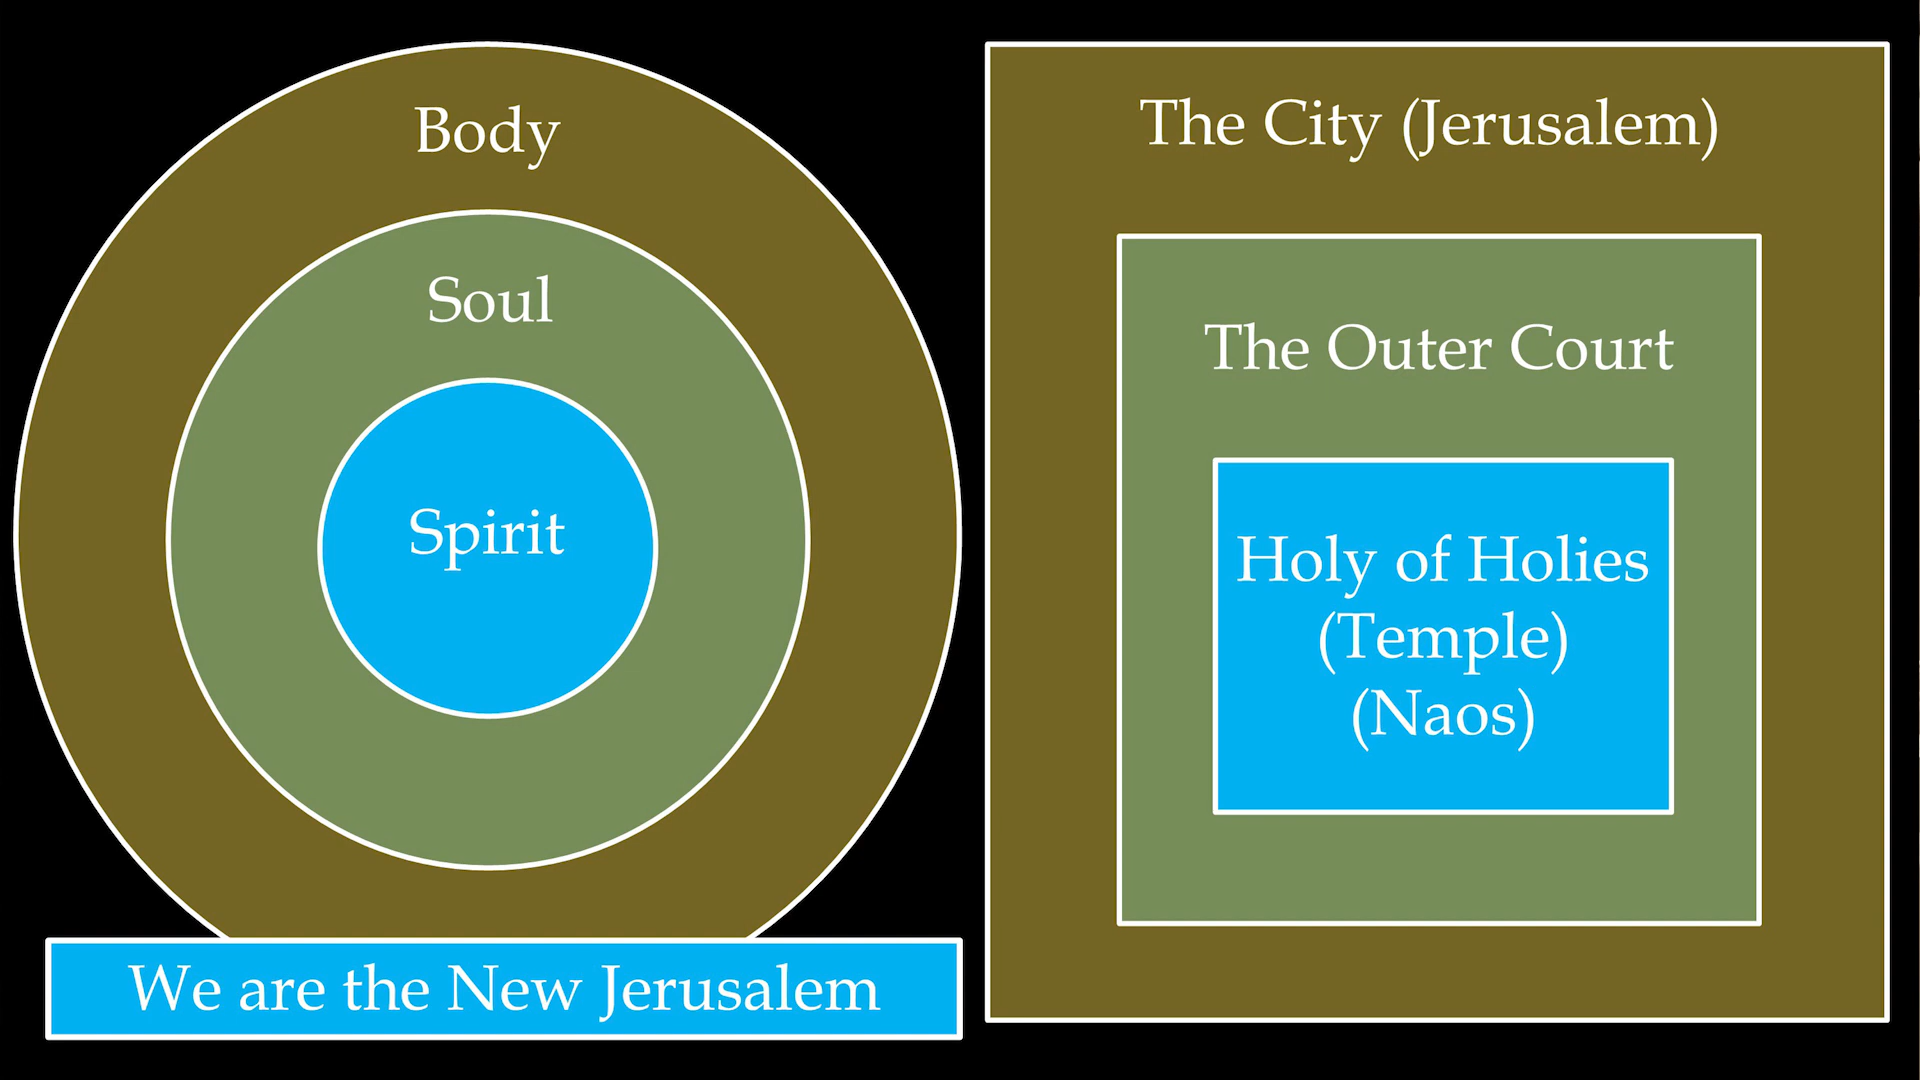 Body
Soul
Spirit
We are the New Jerusalem
The City (Jerusalem)
The Outer Court
Holy of Holies
(Temple)
(Naos)